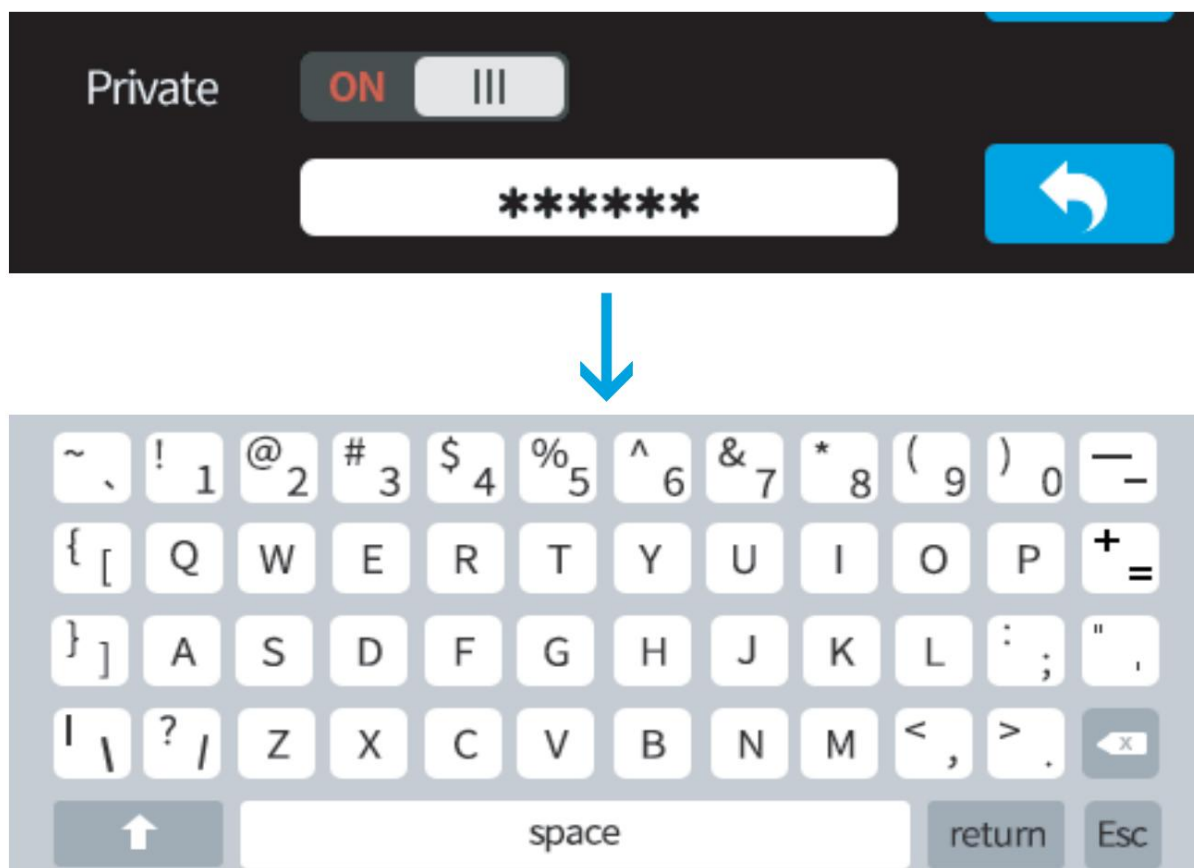 Private ON
******
~ ` ! 1 @ 2 # 3 $ 4 % 5 ^ 6 & 7 * 8 ( 9 ) 0 — –
{ [ Q W E R T Y U I O P + =
} ] A S D F G H J K L : ; " '
| \ ? / Z X C V B N M < , > . x
space return Esc